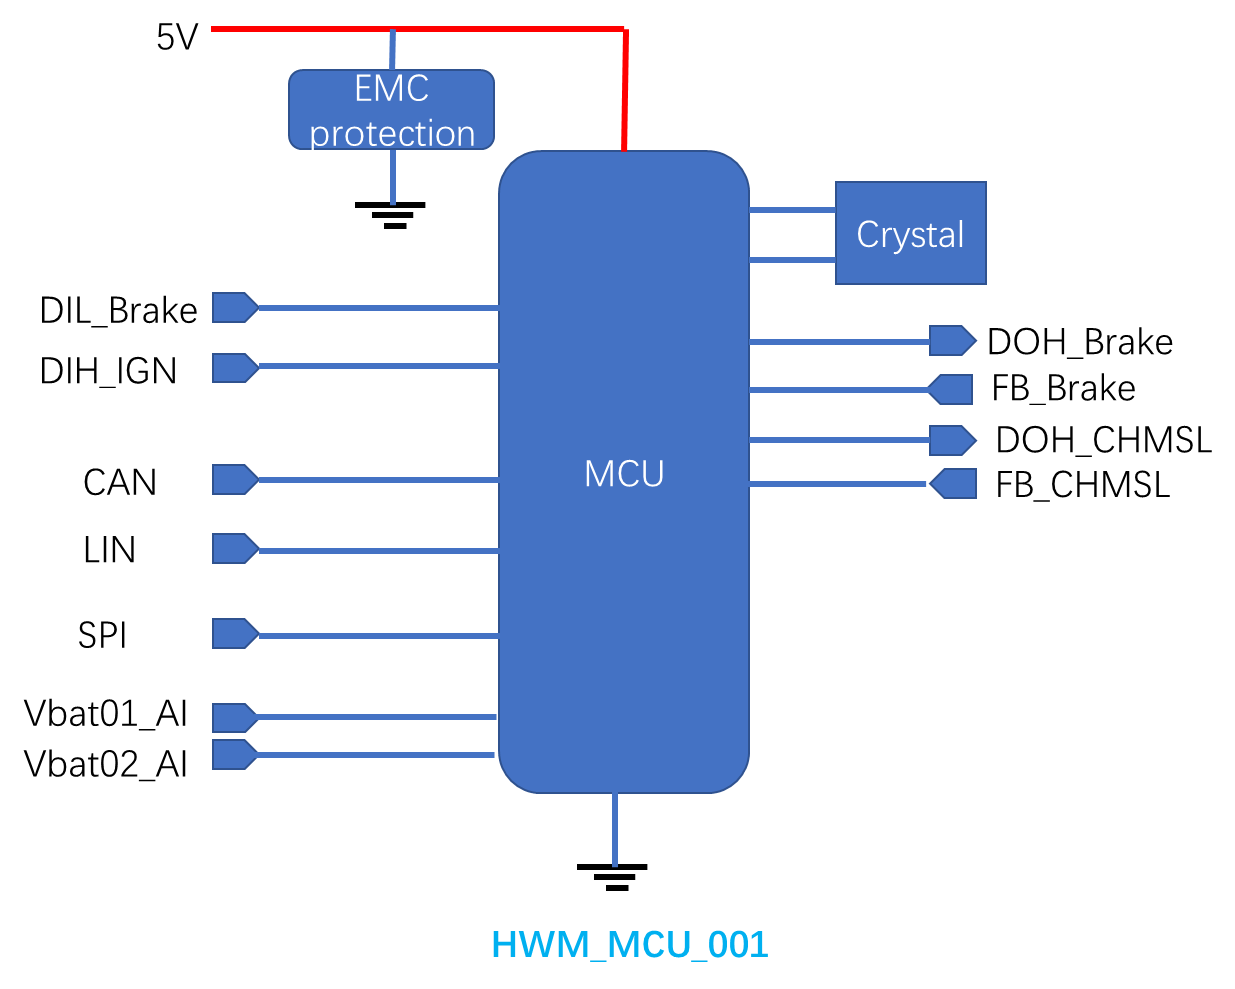 5V
EMC
protection
Crystal
DIL_Brake
DIH_IGN
DOH_Brake
FB_Brake
DOH_CHMSL
FB_CHMSL
MCU
CAN
LIN
SPI
Vbat01_AI
Vbat02_AI
HWM_MCU_001